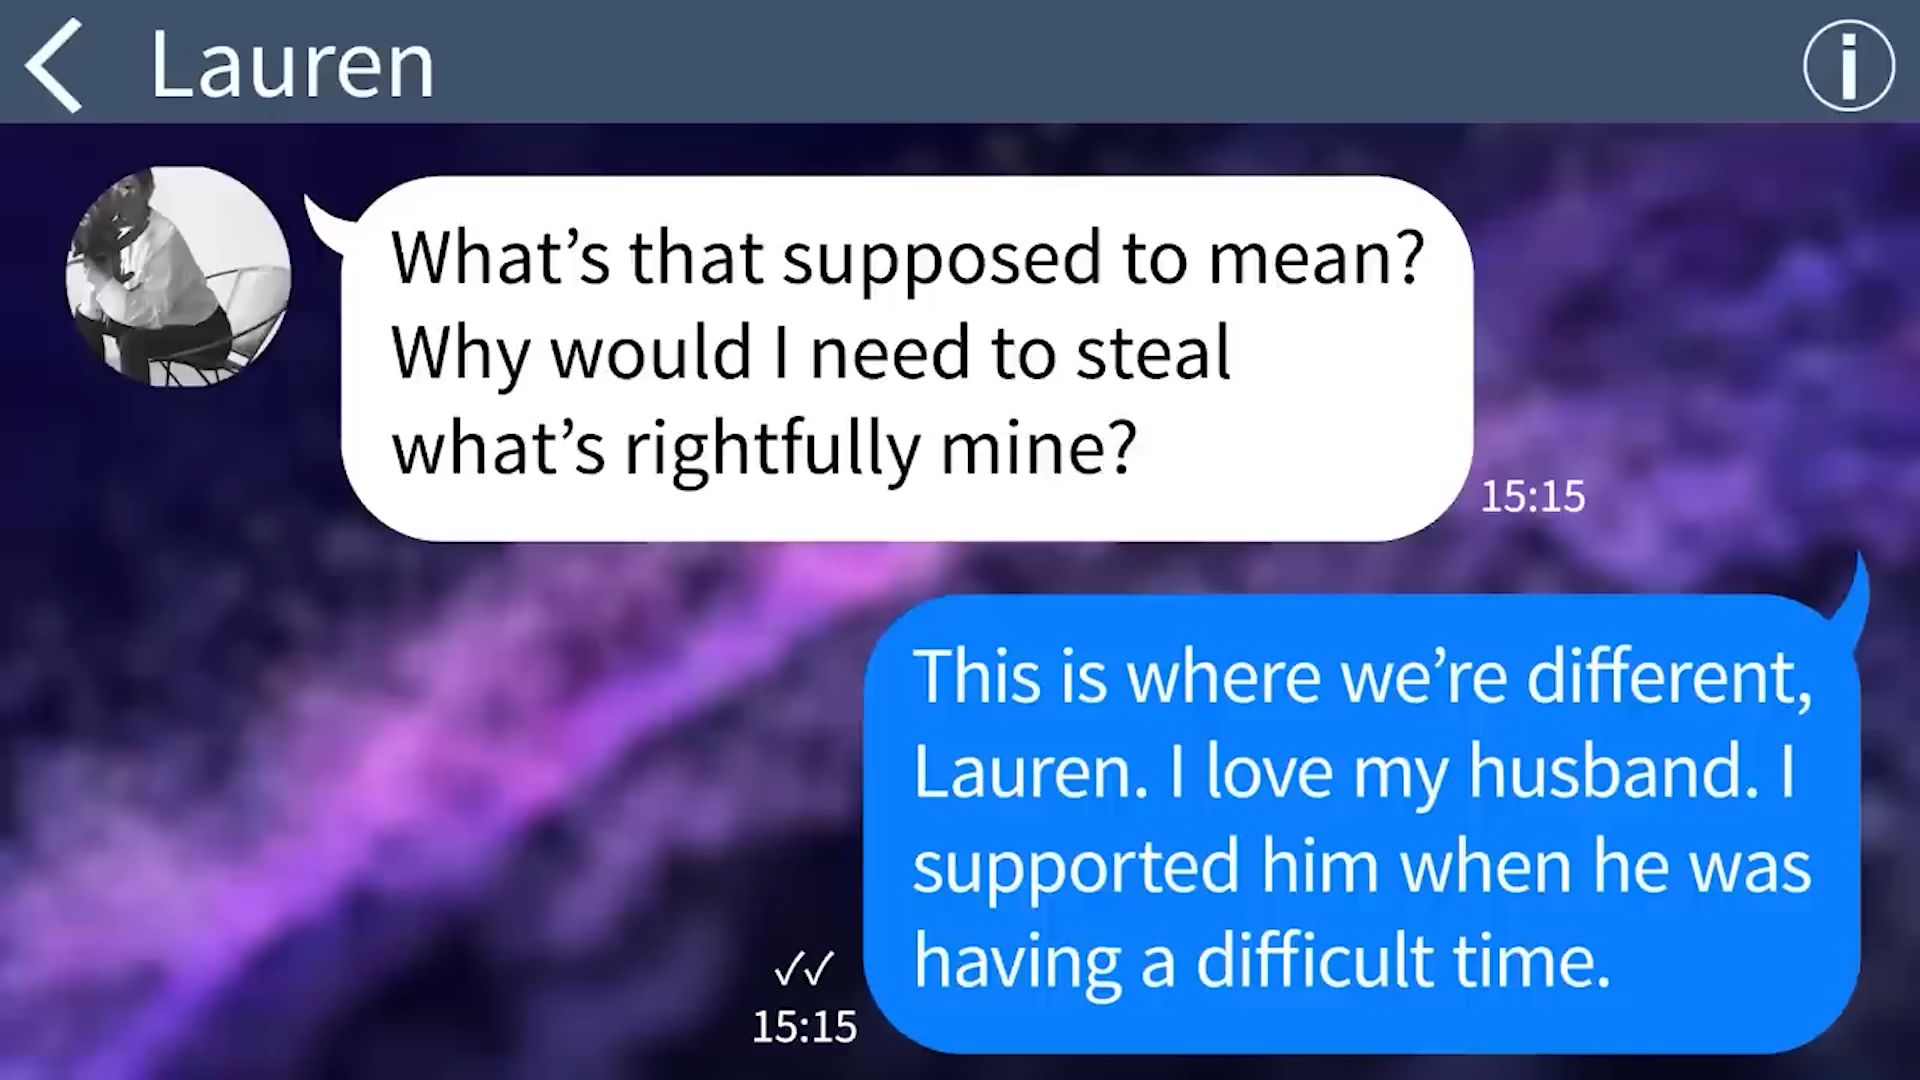 Lauren
What’s that supposed to mean?
Why would I need to steal
what’s rightfully mine?
15:15
This is where we’re different,
Lauren. I love my husband. I
supported him when he was
having a difficult time.
✓✓
15:15